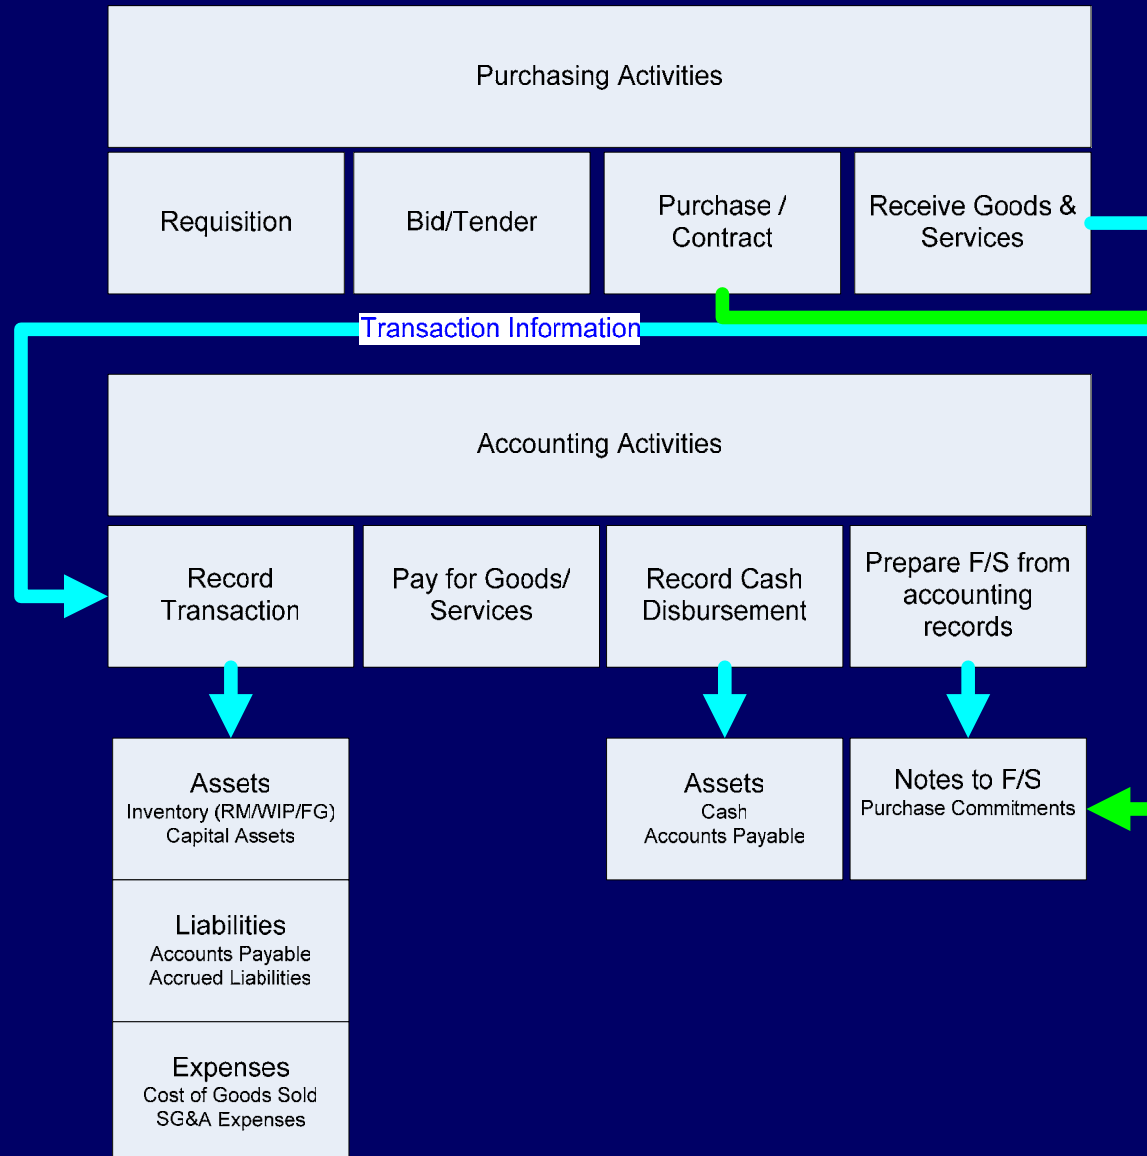 Purchasing Activities
Requisition
Bid/Tender
Purchase /
Contract
Receive Goods &
Services
Transaction Information
Accounting Activities
Record
Transaction
Pay for Goods/
Services
Record Cash
Disbursement
Prepare F/S from
accounting
records
Assets
Inventory (RM/WIP/FG)
Capital Assets
Assets
Cash
Accounts Payable
Notes to F/S
Purchase Commitments
Liabilities
Accounts Payable
Accrued Liabilities
Expenses
Cost of Goods Sold
SG&A Expenses